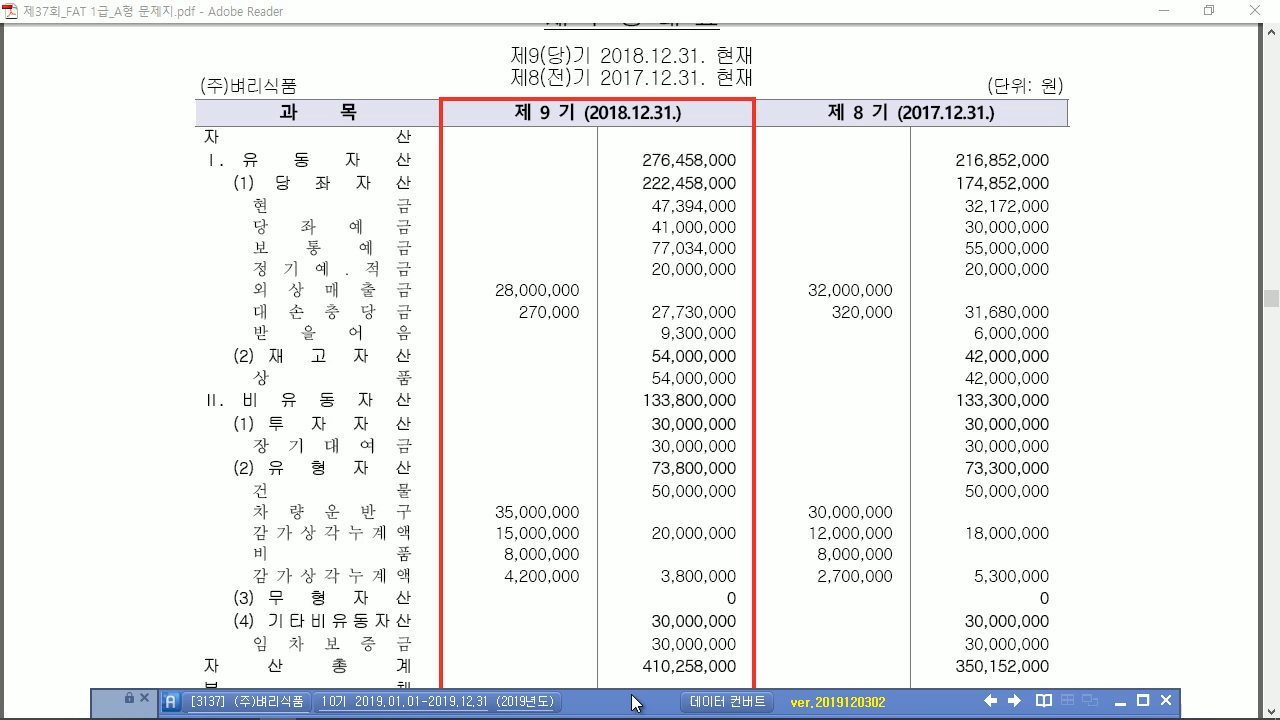 제37회_FAT 1급_A형 문제지.pdf - Adobe Reader
제9(당)기 2018.12.31. 현재
제8(전)기 2017.12.31. 현재
(주)벼리식품 (단위: 원)
과 목 제 9 기 (2018.12.31.) 제 8 기 (2017.12.31.)
자 산
Ⅰ. 유 동 자 산 276,458,000 216,852,000
(1) 당 좌 자 산 222,458,000 174,852,000
현 금 47,394,000 32,172,000
당 좌 예 금 41,000,000 30,000,000
보 통 예 금 77,034,000 55,000,000
정 기 예 . 적 금 20,000,000 20,000,000
외 상 매 출 금 28,000,000 32,000,000
대 손 충 당 금 270,000 27,730,000 320,000 31,680,000
받 을 어 음 9,300,000 6,000,000
(2) 재 고 자 산 54,000,000 42,000,000
상 품 54,000,000 42,000,000
Ⅱ. 비 유 동 자 산 133,800,000 133,300,000
(1) 투 자 자 산 30,000,000 30,000,000
장 기 대 여 금 30,000,000 30,000,000
(2) 유 형 자 산 73,800,000 73,300,000
건 물 50,000,000 50,000,000
차 량 운 반 구 35,000,000 30,000,000
감 가 상 각 누 계 액 15,000,000 20,000,000 12,000,000 18,000,000
비 품 8,000,000 8,000,000
감 가 상 각 누 계 액 4,200,000 3,800,000 2,700,000 5,300,000
(3) 무 형 자 산 0 0
(4) 기 타 비 유 동 자 산 30,000,000 30,000,000
임 차 보 증 금 30,000,000 30,000,000
자 산 총 계 410,258,000 350,152,000
A [3137] (주)벼리식품 10기 2019.01.01-2019.12.31 (2019년도) 데이터 컨버트 ver.2019120302